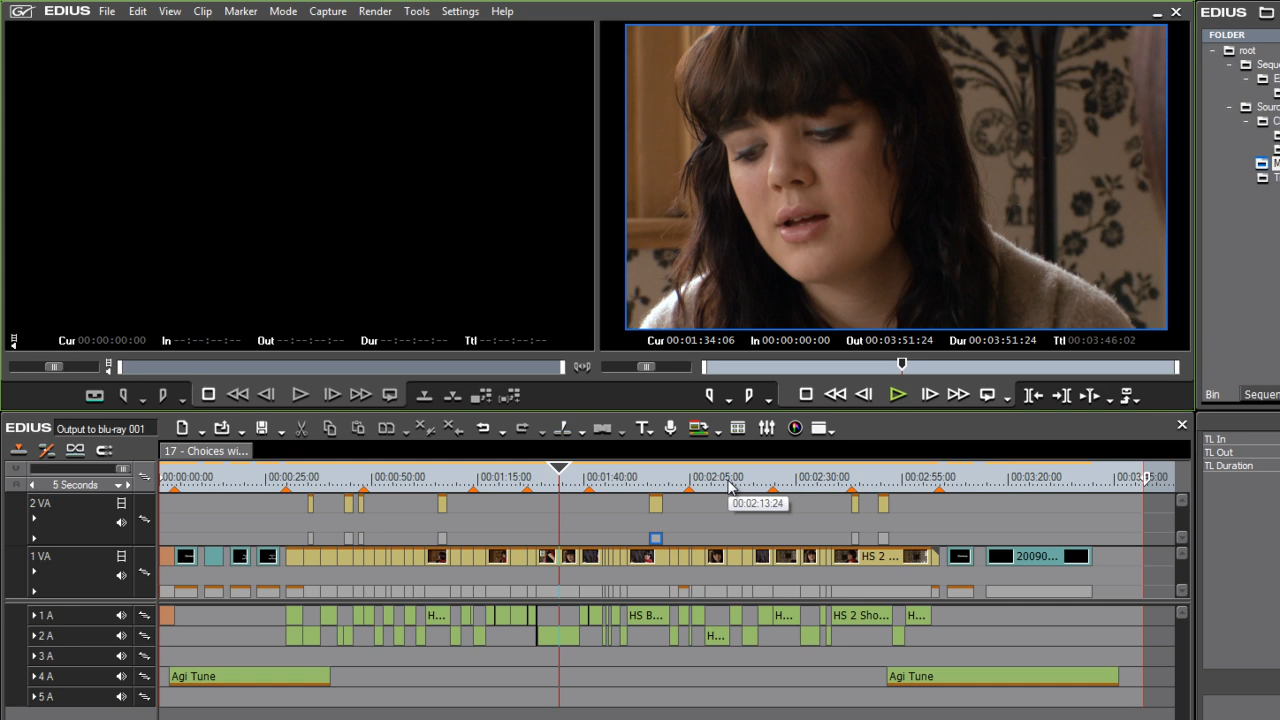 EDIUS File Edit View Clip Marker Mode Capture Render Tools Settings Help
EDIUS
FOLDER
root
Sequ
E
Sour
C
M
T
Cur 00:00:00:00 In --:--:--:-- Out --:--:--:-- Dur --:--:--:-- Ttl --:--:--:--
Cur 00:01:34:06 In 00:00:00:00 Out 00:03:51:24 Dur 00:03:51:24 Ttl 00:03:46:02
Bin Sequen
EDIUS Output to blu-ray 001
TL In
TL Out
TL Duration
17 - Choices wi...
5 Seconds
00:00:00:00 00:00:25:00 00:00:50:00 00:01:15:00 00:01:40:00 00:02:05:00 00:02:30:00 00:02:55:00 00:03:20:00
00:02:13:24
2 VA
1 VA HS 2 ... 20090...
1 A H... HS B... H... HS 2 Sho... H...
2 A H...
3 A
4 A Agi Tune Agi Tune
5 A